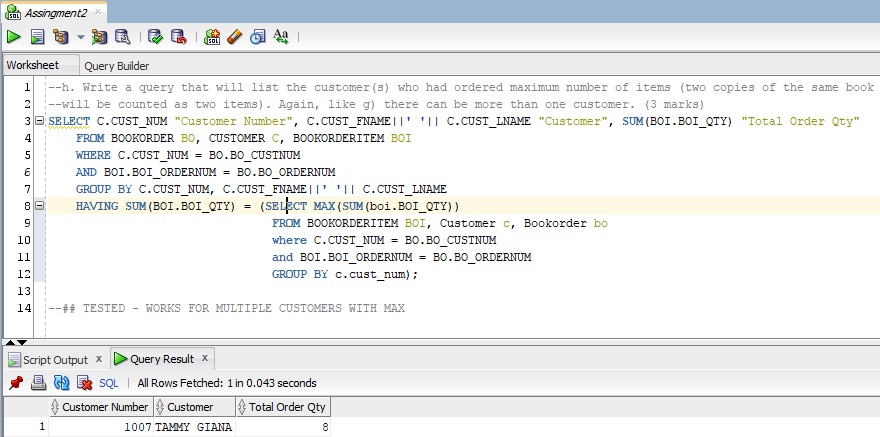 Assingment2
SQL
Aa
Worksheet Query Builder
1 --h. Write a query that will list the customer(s) who had ordered maximum number of items (two copies of the same book
2 --will be counted as two items). Again, like g) there can be more than one customer. (3 marks)
3 SELECT C.CUST_NUM "Customer Number", C.CUST_FNAME||' '|| C.CUST_LNAME "Customer", SUM(BOI.BOI_QTY) "Total Order Qty"
4 FROM BOOKORDER BO, CUSTOMER C, BOOKORDERITEM BOI
5 WHERE C.CUST_NUM = BO.BO_CUSTNUM
6 AND BOI.BOI_ORDERNUM = BO.BO_ORDERNUM
7 GROUP BY C.CUST_NUM, C.CUST_FNAME||' '|| C.CUST_LNAME
8 HAVING SUM(BOI.BOI_QTY) = (SELECT MAX(SUM(boi.BOI_QTY))
9 FROM BOOKORDERITEM BOI, Customer c, Bookorder bo
10 where C.CUST_NUM = BO.BO_CUSTNUM
11 and BOI.BOI_ORDERNUM = BO.BO_ORDERNUM
12 GROUP BY c.cust_num);
13
14 --## TESTED - WORKS FOR MULTIPLE CUSTOMERS WITH MAX
Script Output x Query Result x
SQL | All Rows Fetched: 1 in 0.043 seconds
Customer Number Customer Total Order Qty
1 1007 TAMMY GIANA 8